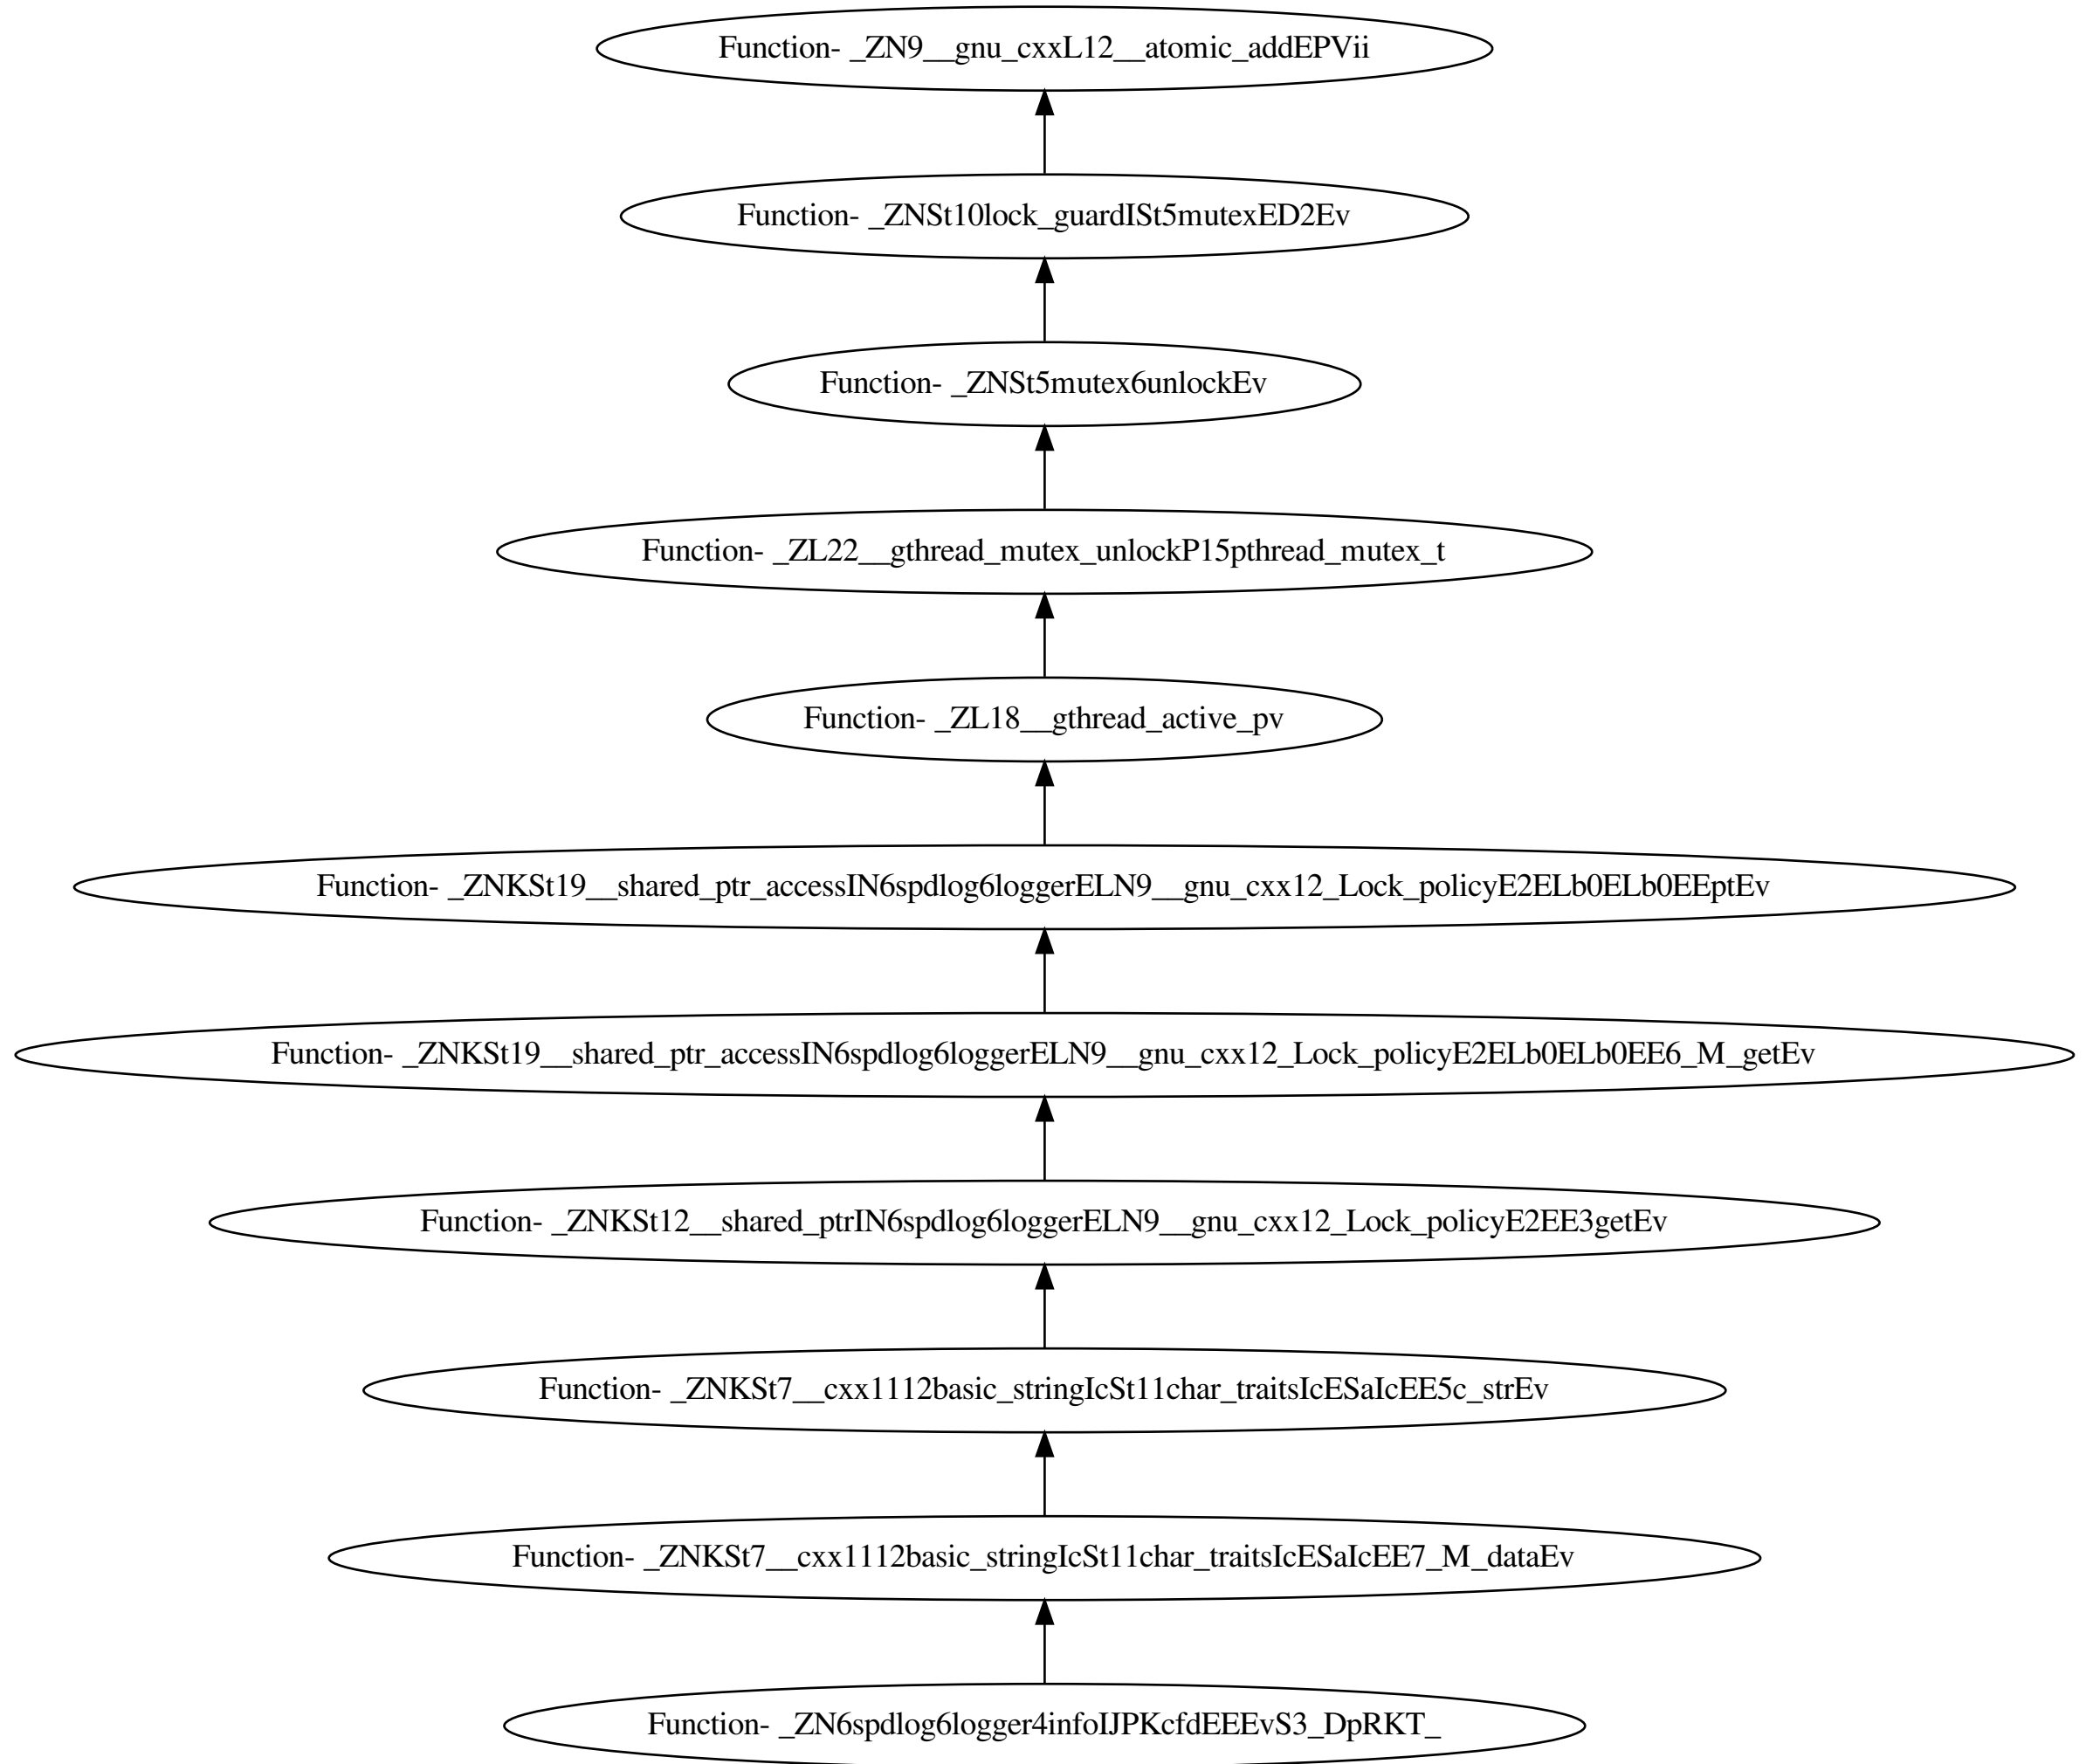 Function- _ZN9__gnu_cxxL12__atomic_addEPVii
Function- _ZNSt10lock_guardISt5mutexED2Ev
Function- _ZNSt5mutex6unlockEv
Function- _ZL22__gthread_mutex_unlockP15pthread_mutex_t
Function- _ZL18__gthread_active_pv
Function- _ZNKSt19__shared_ptr_accessIN6spdlog6loggerELN9__gnu_cxx12_Lock_policyE2ELb0ELb0EEptEv
Function- _ZNKSt19__shared_ptr_accessIN6spdlog6loggerELN9__gnu_cxx12_Lock_policyE2ELb0ELb0EE6_M_getEv
Function- _ZNKSt12__shared_ptrIN6spdlog6loggerELN9__gnu_cxx12_Lock_policyE2EE3getEv
Function- _ZNKSt7__cxx1112basic_stringIcSt11char_traitsIcESaIcEE5c_strEv
Function- _ZNKSt7__cxx1112basic_stringIcSt11char_traitsIcESaIcEE7_M_dataEv
Function- _ZN6spdlog6logger4infoIJPKcfdEEEvS3_DpRKT_